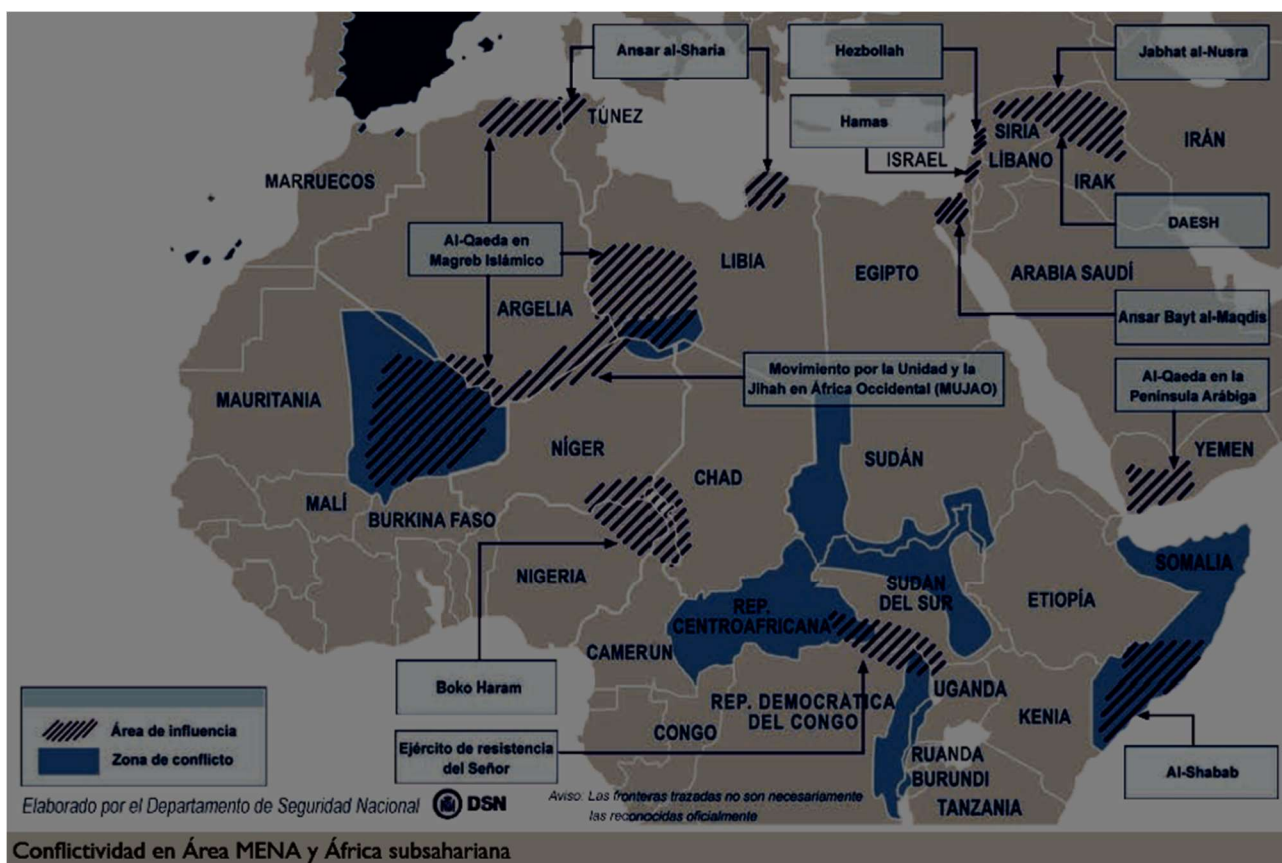 Ansar al-Sharia
Hezbollah
Jabhat al-Nusra
Hamas
TÚNEZ
SIRIA
LÍBANO
ISRAEL
IRÁN
IRAK
MARRUECOS
DAESH
Al-Qaeda en
Magreb Islámico
LIBIA
EGIPTO
ARABIA SAUDÍ
ARGELIA
Ansar Bayt al-Maqdis
Movimiento por la Unidad y la
Jihah en África Occidental (MUJAO)
Al-Qaeda en la
Península Arábiga
MAURITANIA
NÍGER
CHAD
SUDÁN
YEMEN
MALÍ
BURKINA FASO
NIGERIA
SOMALIA
SUDÁN
DEL SUR
ETIOPÍA
REP.
CENTROAFRICANA
CAMERUN
Boko Haram
UGANDA
REP. DEMOCRÁTICA
DEL CONGO
KENIA
CONGO
Ejército de resistencia
del Señor
RUANDA
BURUNDI
TANZANIA
Al-Shabab
Área de influencia
Zona de conflicto
Elaborado por el Departamento de Seguridad Nacional DSN
Aviso: Las fronteras trazadas no son necesariamente
las reconocidas oficialmente
Conflictividad en Área MENA y África subsahariana